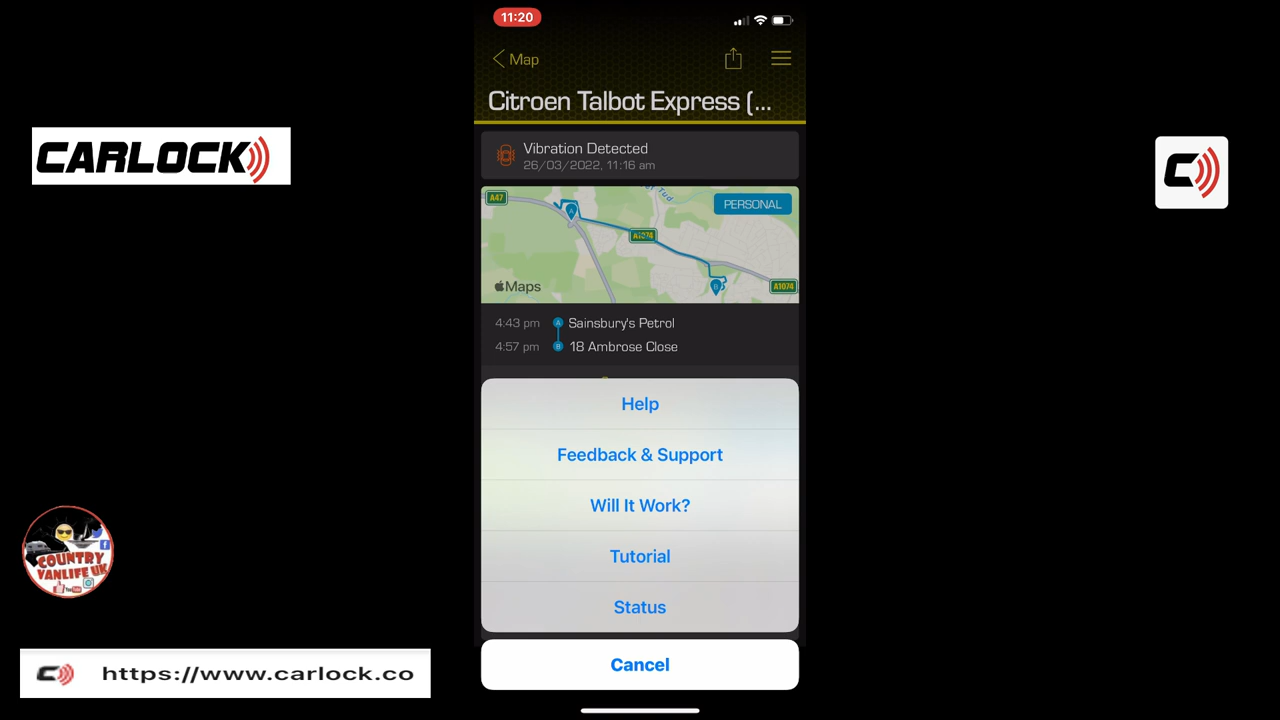 11:20
Map
Citroen Talbot Express (...
CARLOCK
Vibration Detected
26/03/2022, 11:16 am
A47
PERSONAL
A
A1074
B
A1074
Maps
4:43 pm A Sainsbury's Petrol
4:57 pm B 18 Ambrose Close
Help
Feedback & Support
Will It Work?
COUNTRY
VANLIFE UK
Tutorial
Status
Cancel
https://www.carlock.co